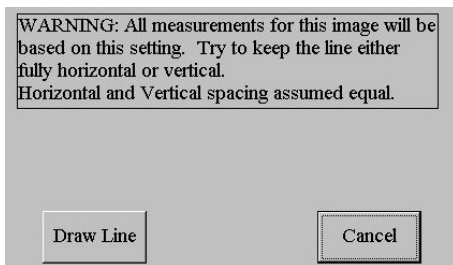 WARNING: All measurements for this image will be
based on this setting.  Try to keep the line either
fully horizontal or vertical.
Horizontal and Vertical spacing assumed equal.
Draw Line
Cancel